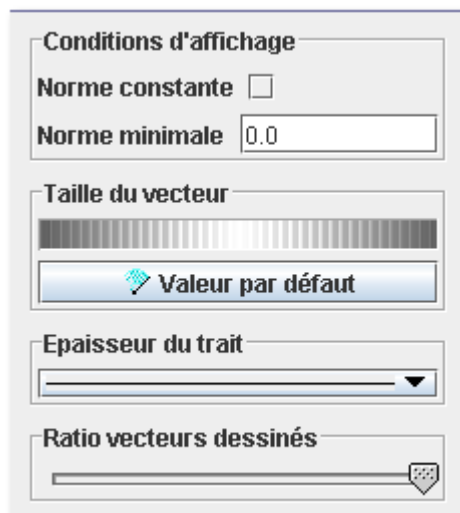 Conditions d'affichage
Norme constante
Norme minimale 0.0
Taille du vecteur
Valeur par défaut
Epaisseur du trait
Ratio vecteurs dessinés